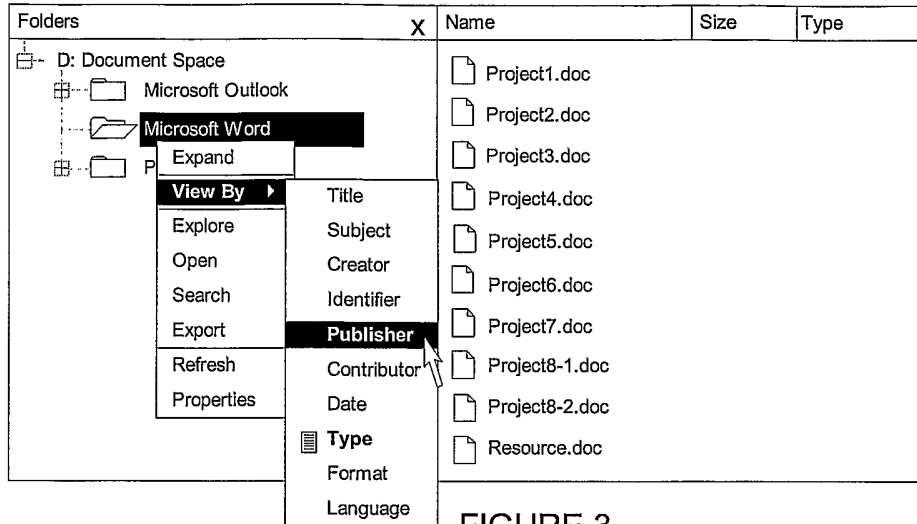 Folders X
D: Document Space
Microsoft Outlook
Microsoft Word
P
Expand
View By
Explore
Open
Search
Export
Refresh
Properties
Title
Subject
Creator
Identifier
Publisher
Contributor
Date
Type
Format
Language
Name Size Type
Project1.doc
Project2.doc
Project3.doc
Project4.doc
Project5.doc
Project6.doc
Project7.doc
Project8-1.doc
Project8-2.doc
Resource.doc
FIGURE 3